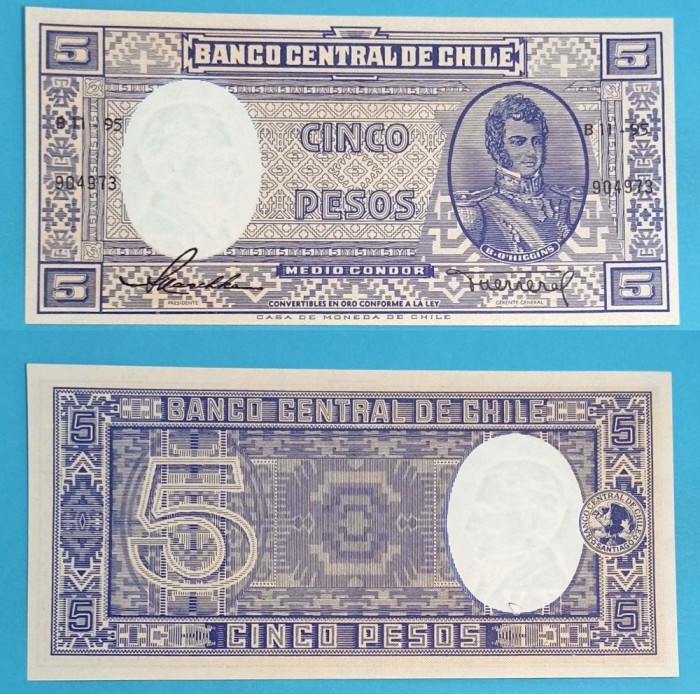 5 BANCO CENTRAL DE CHILE 5
B II - 95 B II - 95
CINCO
904973 904973
PESOS
B. O'HIGGINS
5 MEDIO CONDOR 5
PRESIDENTE GERENTE GENERAL
CONVERTIBLES EN ORO CONFORME A LA LEY
CASA DE MONEDA DE CHILE
5 BANCO CENTRAL DE CHILE 5
5
BANCO CENTRAL DE CHILE
SANTIAGO
5 CINCO PESOS 5